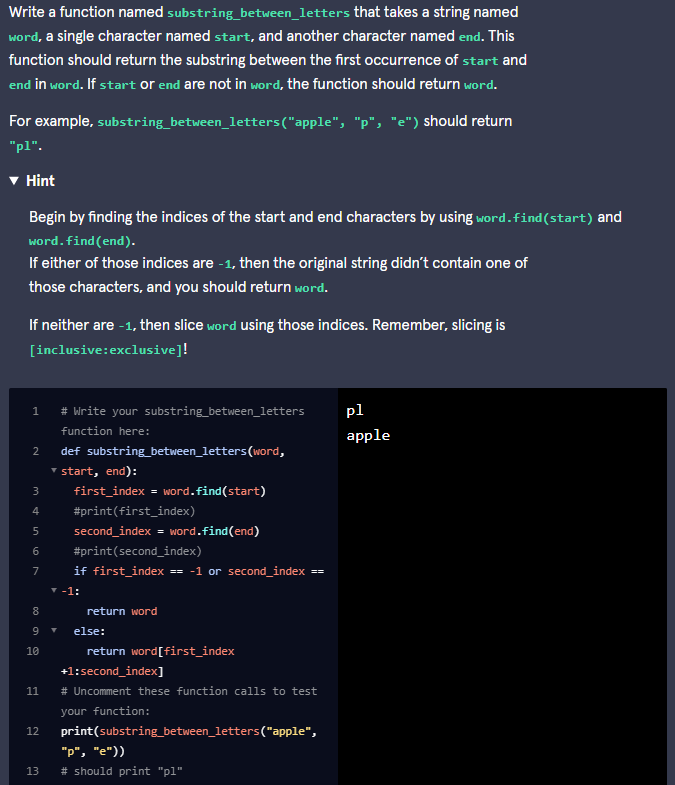 Write a function named substring_between_letters that takes a string named
word, a single character named start, and another character named end. This
function should return the substring between the first occurrence of start and
end in word. If start or end are not in word, the function should return word.
For example, substring_between_letters("apple", "p", "e") should return
"pl".
▼ Hint
Begin by finding the indices of the start and end characters by using word.find(start) and
word.find(end).
If either of those indices are -1, then the original string didn’t contain one of
those characters, and you should return word.
If neither are -1, then slice word using those indices. Remember, slicing is
[inclusive:exclusive]!
1 # Write your substring_between_letters
function here:
2 def substring_between_letters(word,
▼ start, end):
3 first_index = word.find(start)
4 #print(first_index)
5 second_index = word.find(end)
6 #print(second_index)
7 if first_index == -1 or second_index ==
▼ -1:
8 return word
9 ▼ else:
10 return word[first_index
+1:second_index]
11 # Uncomment these function calls to test
your function:
12 print(substring_between_letters("apple",
"p", "e"))
13 # should print "pl"
pl
apple